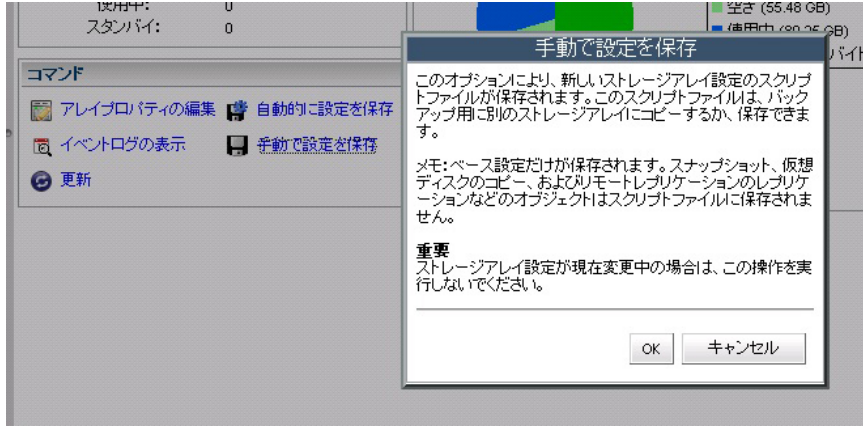 使用中: 0
スタンバイ: 0
空き (55.48 GB)
使用中 (80.25 GB)
バイ
コマンド
アレイプロパティの編集
自動的に設定を保存
イベントログの表示
手動で設定を保存
更新
手動で設定を保存
このオプションにより、新しいストレージアレイ設定のスクリプ
トファイルが保存されます。このスクリプトファイルは、バック
アップ用に別のストレージアレイにコピーするか、保存できま
す。
メモ:ベース設定だけが保存されます。スナップショット、仮想
ディスクのコピー、およびリモートレプリケーションのレプリケ
ーションなどのオブジェクトはスクリプトファイルに保存されま
せん。
重要
ストレージアレイ設定が現在変更中の場合は、この操作を実
行しないでください。
OK
キャンセル